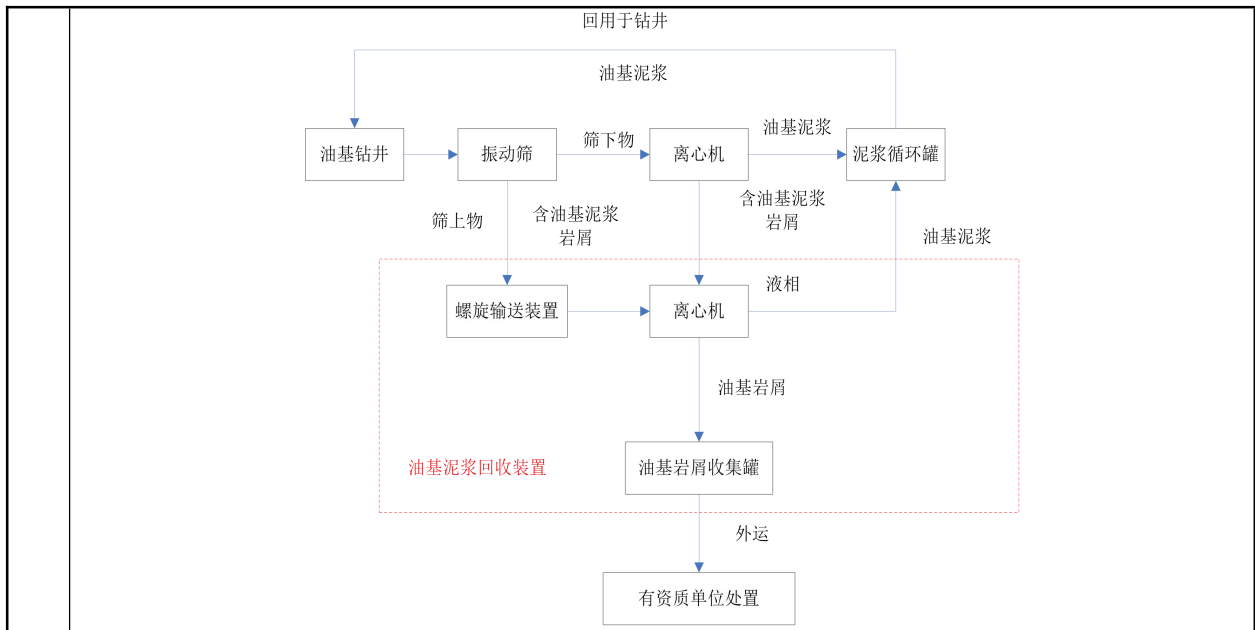 回用于钻井
油基泥浆
油基钻井
振动筛
筛下物
离心机
油基泥浆
泥浆循环罐
筛上物
含油基泥浆
岩屑
含油基泥浆
岩屑
油基泥浆
螺旋输送装置
离心机
液相
油基岩屑
油基泥浆回收装置
油基岩屑收集罐
外运
有资质单位处置